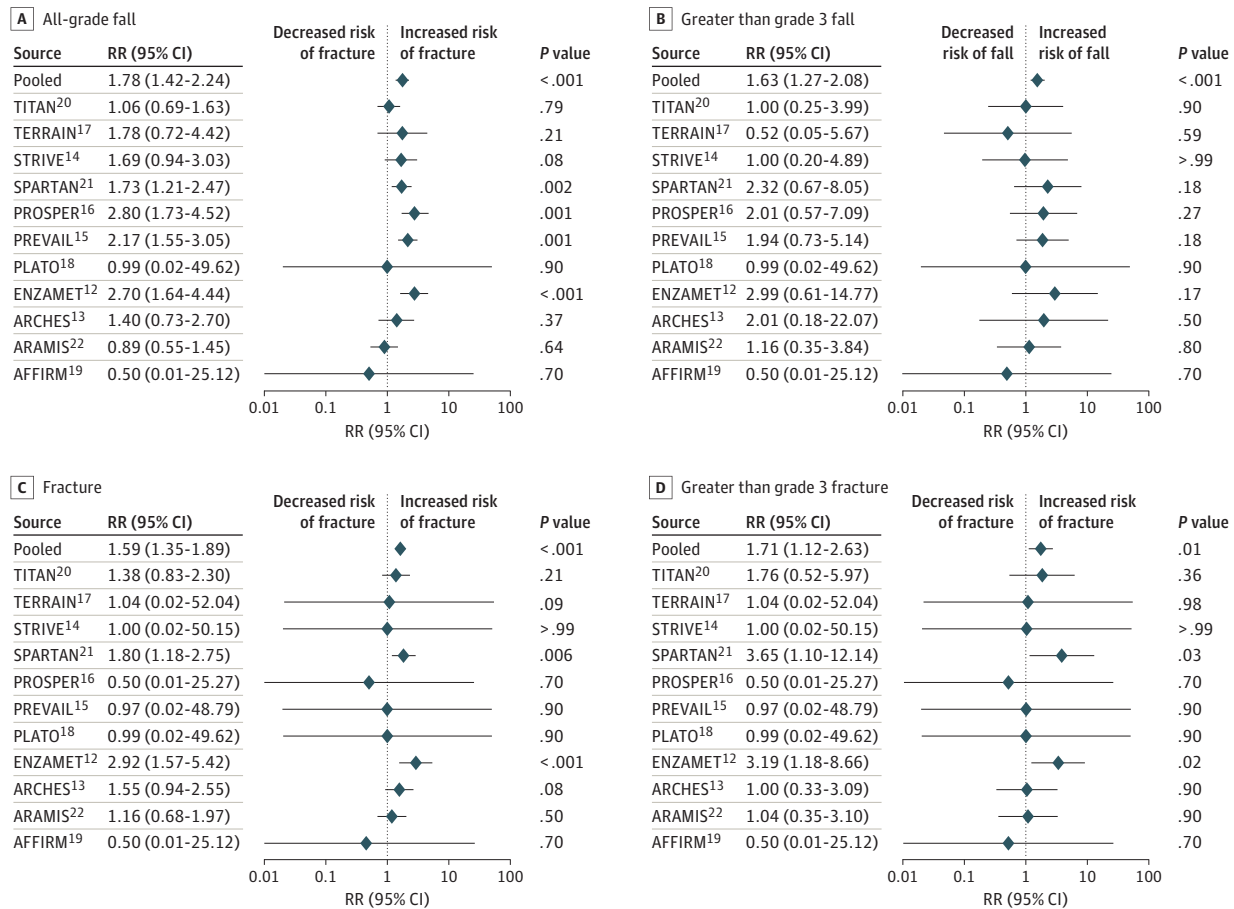 A All-grade fall
Decreased risk Increased risk
Source RR (95% CI) of fracture of fracture P value
Pooled 1.78 (1.42-2.24) <.001
TITAN20 1.06 (0.69-1.63) .79
TERRAIN17 1.78 (0.72-4.42) .21
STRIVE14 1.69 (0.94-3.03) .08
SPARTAN21 1.73 (1.21-2.47) .002
PROSPER16 2.80 (1.73-4.52) .001
PREVAIL15 2.17 (1.55-3.05) .001
PLATO18 0.99 (0.02-49.62) .90
ENZAMET12 2.70 (1.64-4.44) <.001
ARCHES13 1.40 (0.73-2.70) .37
ARAMIS22 0.89 (0.55-1.45) .64
AFFIRM19 0.50 (0.01-25.12) .70
0.01 0.1 1 10 100
RR (95% CI)
B Greater than grade 3 fall
Decreased Increased
Source RR (95% CI) risk of fall risk of fall P value
Pooled 1.63 (1.27-2.08) <.001
TITAN20 1.00 (0.25-3.99) .90
TERRAIN17 0.52 (0.05-5.67) .59
STRIVE14 1.00 (0.20-4.89) >.99
SPARTAN21 2.32 (0.67-8.05) .18
PROSPER16 2.01 (0.57-7.09) .27
PREVAIL15 1.94 (0.73-5.14) .18
PLATO18 0.99 (0.02-49.62) .90
ENZAMET12 2.99 (0.61-14.77) .17
ARCHES13 2.01 (0.18-22.07) .50
ARAMIS22 1.16 (0.35-3.84) .80
AFFIRM19 0.50 (0.01-25.12) .70
0.01 0.1 1 10 100
RR (95% CI)
C Fracture
Decreased risk Increased risk
Source RR (95% CI) of fracture of fracture P value
Pooled 1.59 (1.35-1.89) <.001
TITAN20 1.38 (0.83-2.30) .21
TERRAIN17 1.04 (0.02-52.04) .09
STRIVE14 1.00 (0.02-50.15) >.99
SPARTAN21 1.80 (1.18-2.75) .006
PROSPER16 0.50 (0.01-25.27) .70
PREVAIL15 0.97 (0.02-48.79) .90
PLATO18 0.99 (0.02-49.62) .90
ENZAMET12 2.92 (1.57-5.42) <.001
ARCHES13 1.55 (0.94-2.55) .08
ARAMIS22 1.16 (0.68-1.97) .50
AFFIRM19 0.50 (0.01-25.12) .70
0.01 0.1 1 10 100
RR (95% CI)
D Greater than grade 3 fracture
Decreased risk Increased risk
Source RR (95% CI) of fracture of fracture P value
Pooled 1.71 (1.12-2.63) .01
TITAN20 1.76 (0.52-5.97) .36
TERRAIN17 1.04 (0.02-52.04) .98
STRIVE14 1.00 (0.02-50.15) >.99
SPARTAN21 3.65 (1.10-12.14) .03
PROSPER16 0.50 (0.01-25.27) .70
PREVAIL15 0.97 (0.02-48.79) .90
PLATO18 0.99 (0.02-49.62) .90
ENZAMET12 3.19 (1.18-8.66) .02
ARCHES13 1.00 (0.33-3.09) .90
ARAMIS22 1.04 (0.35-3.10) .90
AFFIRM19 0.50 (0.01-25.12) .70
0.01 0.1 1 10 100
RR (95% CI)